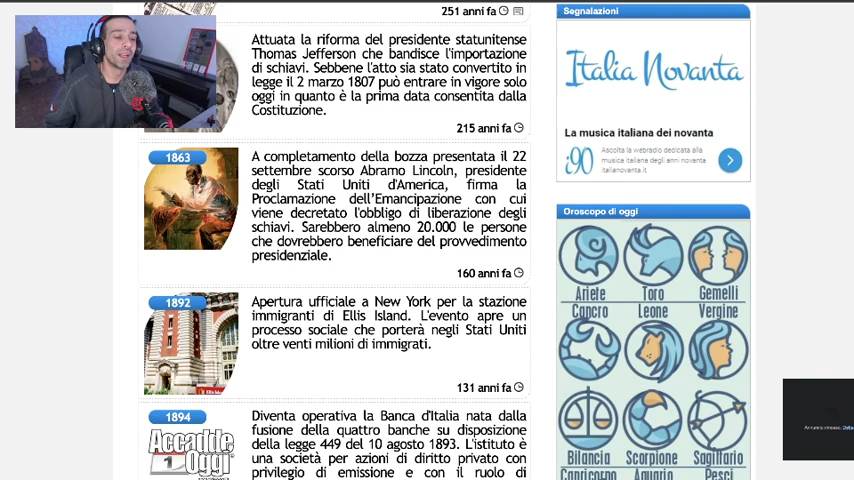 251 anni fa
Attuata la riforma del presidente statunitense
Thomas Jefferson che bandisce l'importazione
di schiavi. Sebbene l'atto sia stato convertito in
legge il 2 marzo 1807 può entrare in vigore solo
oggi in quanto è la prima data consentita dalla
Costituzione.
215 anni fa
1863
A completamento della bozza presentata il 22
settembre scorso Abramo Lincoln, presidente
degli Stati Uniti d'America, firma la
Proclamazione dell'Emancipazione con cui
viene decretato l'obbligo di liberazione degli
schiavi. Sarebbero almeno 20.000 le persone
che dovrebbero beneficiare del provvedimento
presidenziale.
160 anni fa
1892
Apertura ufficiale a New York per la stazione
immigranti di Ellis Island. L'evento apre un
processo sociale che porterà negli Stati Uniti
oltre venti milioni di immigrati.
131 anni fa
1894
Accadde
1
Oggi
Diventa operativa la Banca d'Italia nata dalla
fusione della quattro banche su disposizione
della legge 449 del 10 agosto 1893. L'istituto è
una società per azioni di diritto privato con
privilegio di emissione e con il ruolo di
Segnalazioni
Italia Novanta
La musica italiana dei novanta
i90
Ascolta la webradio dedicata alla
musica italiana degli anni novanta
italianovanta.it
Oroscopo di oggi
Ariete Toro Gemelli
Cancro Leone Vergine
Bilancia Scorpione Sagittario
Capricorno Aquario Pesci